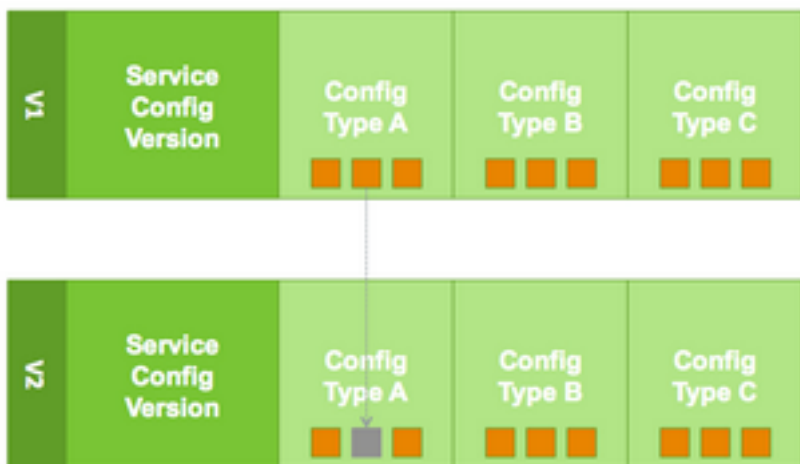 V1
Service
Config
Version
Config
Type A
Config
Type B
Config
Type C
V2
Service
Config
Version
Config
Type A
Config
Type B
Config
Type C